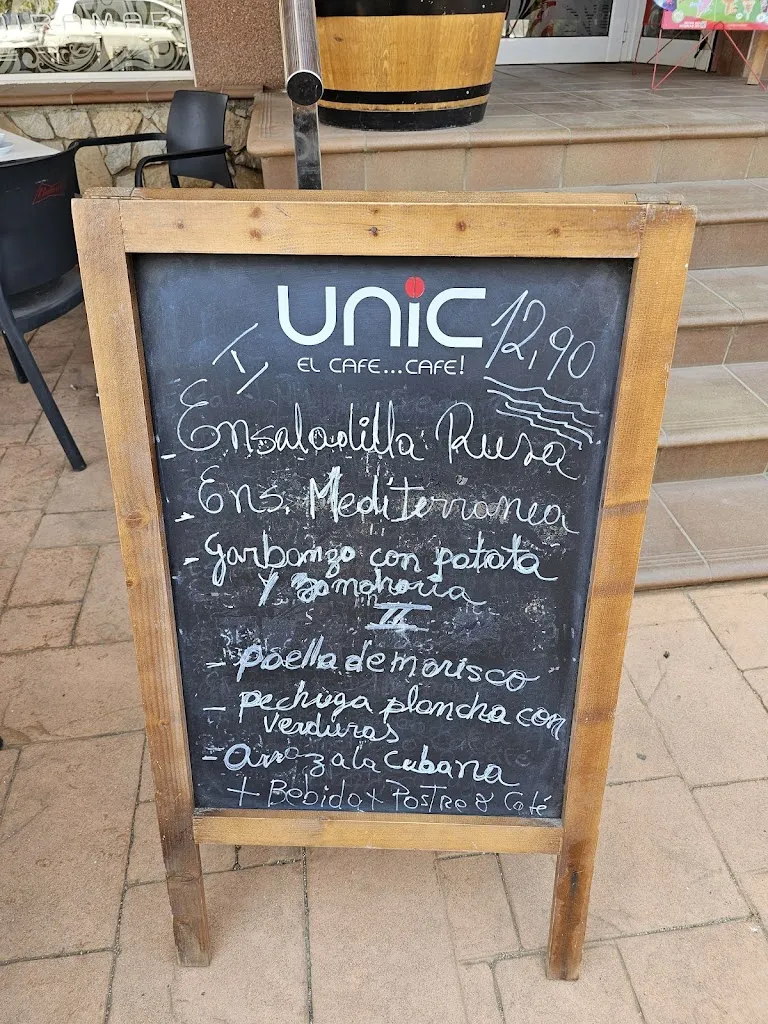 UNiC
EL CAFE...CAFE!
12,90
I
- Ensaladilla Rusa
- Ens. Mediterranea
- Garbanzo con patata
y zanahoria
II
- paella de marisco
- pechuga plancha con
verduras
- Arroz a la Cubana
+ Bebida + Postre & Café